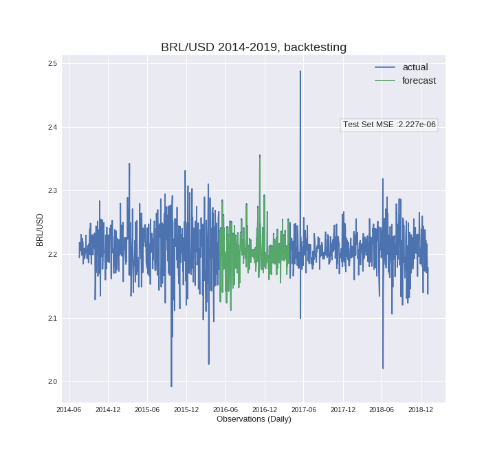 BRL/USD 2014-2019, backtesting
2.5
actual
forecast
2.4
Test Set MSE :2.227e-06
2.3
BRL/USD
2.2
2.1
2.0
2014-06 2014-12 2015-06 2015-12 2016-06 2016-12 2017-06 2017-12 2018-06 2018-12
Observations (Daily)